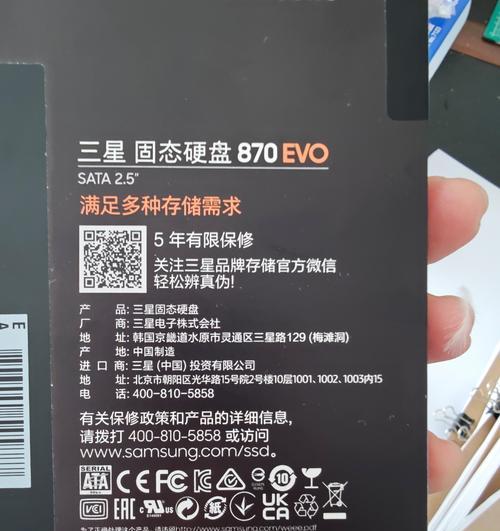 三星 固态硬盘 870 EVO
SATA 2.5"
满足多种存储需求
5 年有限保修
关注三星品牌存储官方微信
轻松辨真伪!
产 品: 三星固态硬盘
厂 商: 三星电子株式会社
地 址: 韩国京畿道水原市灵通区三星路129 (梅滩洞)
产 地: 中国制造
进 口 商: 三星 (中国) 投资有限公司
地 址: 北京市朝阳区光华路15号院2号楼10层1001、1002、1003内15
电 话: 400-810-5858
有关保修政策和产品的详细信息,
请拨打 400-810-5858 或访问
www.samsung.com/ssd。
SERIAL
ATA
FC
10
VCI
EAC
UK
CA
E
A